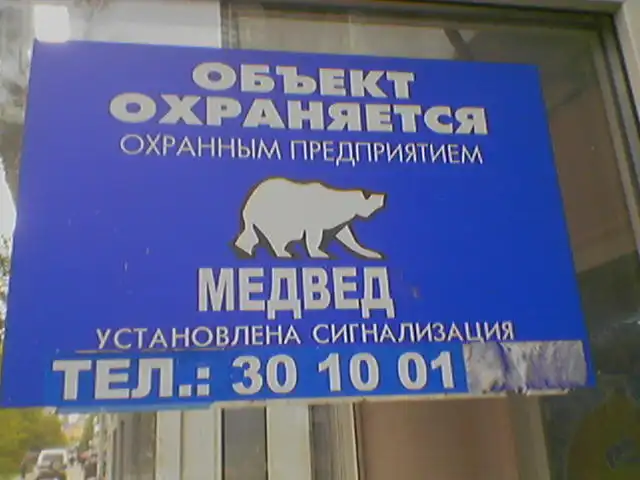 ОБЪЕКТ
ОХРАНЯЕТСЯ
ОХРАННЫМ ПРЕДПРИЯТИЕМ
МЕДВЕД
УСТАНОВЛЕНА СИГНАЛИЗАЦИЯ
ТЕЛ.: 30 10 01